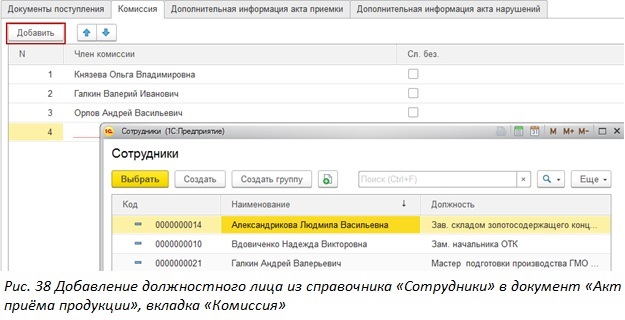 Документы поступления Комиссия Дополнительная информация акта приемки Дополнительная информация акта нарушений
Добавить
N Член комиссии Сп. без.
1 Князева Ольга Владимировна
2 Галкин Валерий Иванович
3 Орлов Андрей Васильевич
4
Сотрудники (1С:Предприятие) M M+ M-
Сотрудники
Выбрать Создать Создать группу Поиск (Ctrl+F) × Еще
Код Наименование ↓ Должность
0000000014 Александрикова Людмила Васильевна Зав. складом золотосодержащего конц...
0000000010 Вдовиченко Надежда Викторовна Зам. начальника ОТК
0000000021 Галкин Андрей Валерьевич Мастер подготовки производства ГМО ...
Рис. 38 Добавление должностного лица из справочника «Сотрудники» в документ «Акт
приёма продукции», вкладка «Комиссия»